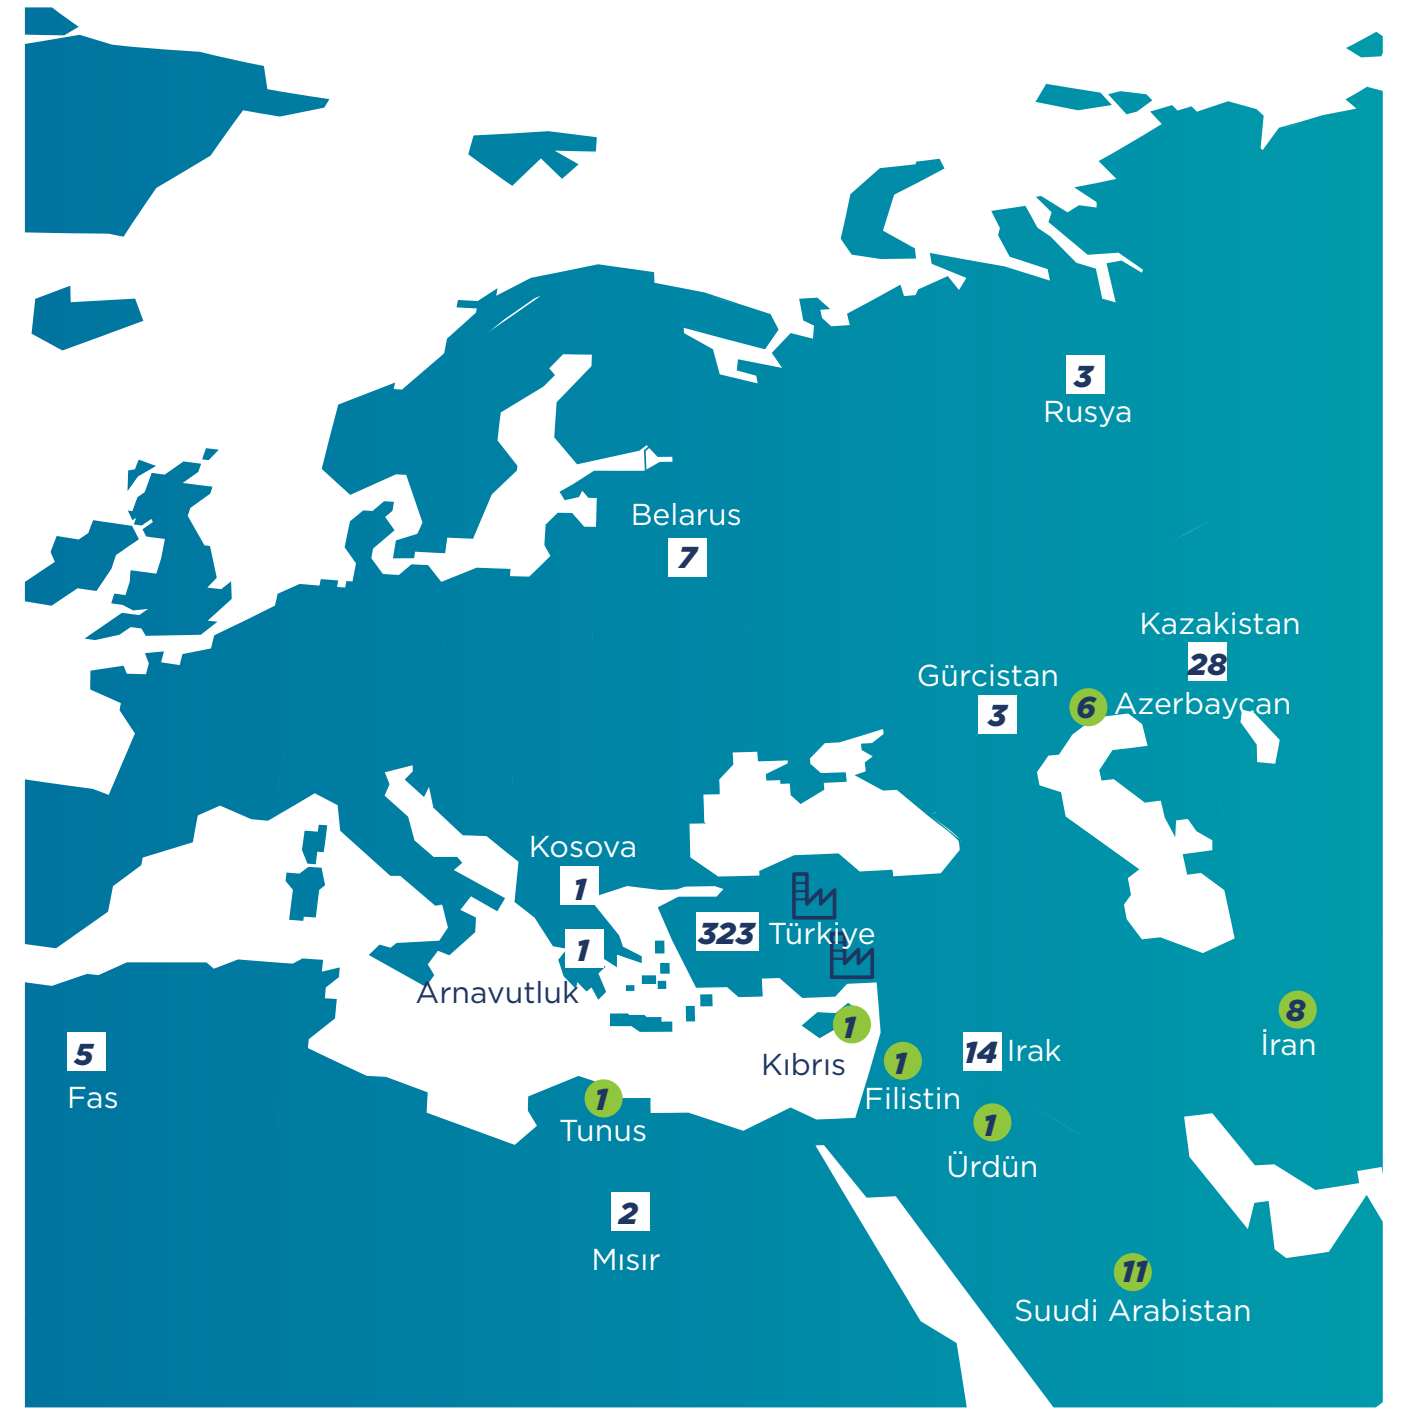 3
Rusya
Belarus
7
Kazakistan
28
Gürcistan
3
6 Azerbaycan
Kosova
1
323 Türkiye
1
Arnavutluk
8
İran
1
Kıbrıs
14 Irak
1
Filistin
5
Fas
1
Tunus
1
Ürdün
2
Mısır
11
Suudi Arabistan